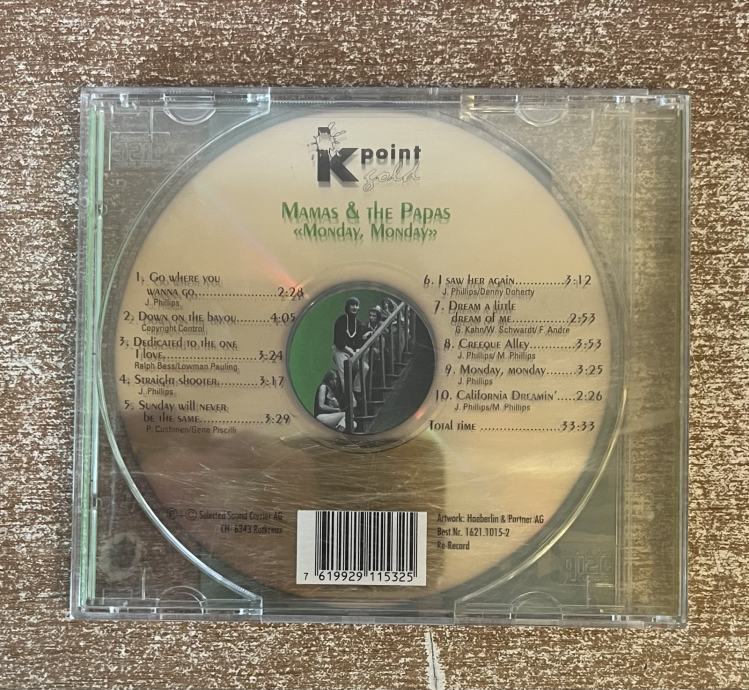 K point
gold
MAMAS & THE PAPAS
«MONDAY, MONDAY»
1. GO WHERE YOU
WANNA GO..................2:28
J. Phillips
2. DOWN ON THE BAYOU......4:05
Copyright Control
3. DEDICATED TO THE ONE
I LOVE.....................3:24
Ralph Bass/Lowman Pauling
4. STRAIGHT SHOOTER..........3:17
J. Phillips
5. SUNDAY WILL NEVER
BE THE SAME...............3:29
P. Cushmen/Gene Piscilli
6. I SAW HER AGAIN...........3:12
J. Phillips/Denny Doherty
7. DREAM A LITTLE
DREAM OF ME.............2:53
G. Kahn/W. Schwardt/F. Andre
8. CREEQUE ALLEY.............3:53
J. Phillips/M. Phillips
9. MONDAY, MONDAY.........3:25
J. Phillips
10. CALIFORNIA DREAMIN'....2:26
J. Phillips/M. Phillips
TOTAL TIME ....................33:33
℗ - © Selected Sound Carrier AG
CH- 6343 Rotkreuz
7 619929 115325
Artwork: Haeberlin & Partner AG
Best.Nr. 1621.1015-2
Re-Record